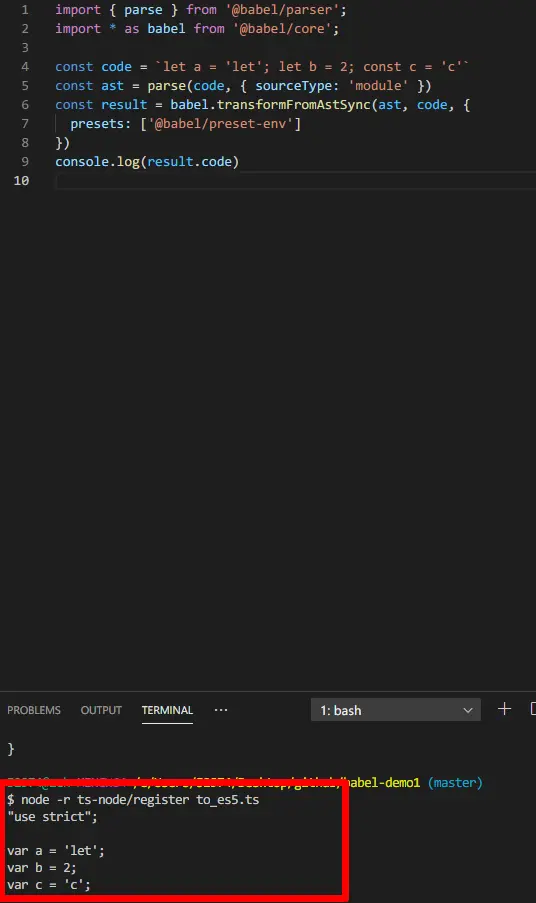 1 import { parse } from '@babel/parser';
2 import * as babel from '@babel/core';
3
4 const code = `let a = 'let'; let b = 2; const c = 'c'`
5 const ast = parse(code, { sourceType: 'module' })
6 const result = babel.transformFromAstSync(ast, code, {
7 presets: ['@babel/preset-env']
8 })
9 console.log(result.code)
10
PROBLEMS OUTPUT TERMINAL ··· 1: bash
}
(master)
$ node -r ts-node/register to_es5.ts
"use strict";
var a = 'let';
var b = 2;
var c = 'c';